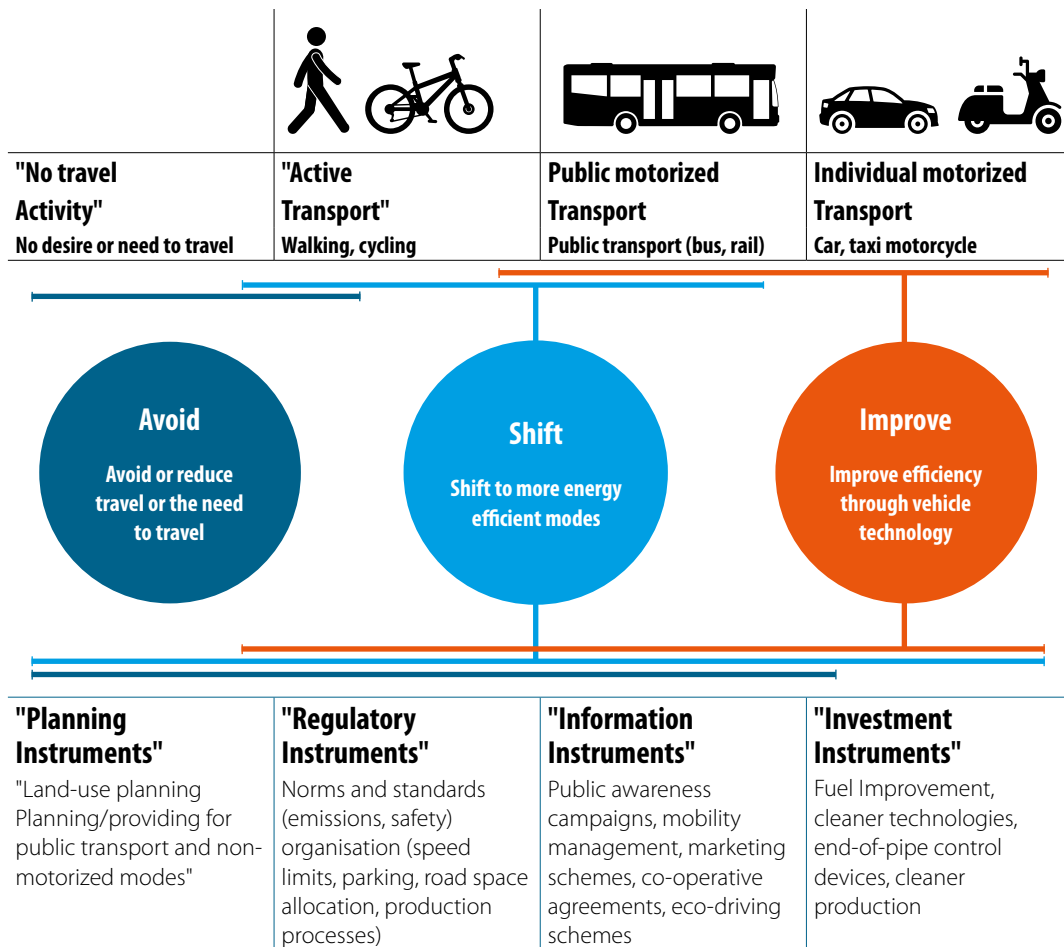 "No travel
Activity"
No desire or need to travel
"Active
Transport"
Walking, cycling
Public motorized
Transport
Public transport (bus, rail)
Individual motorized
Transport
Car, taxi motorcycle
Avoid
Avoid or reduce
travel or the need
to travel
Shift
Shift to more energy
efficient modes
Improve
Improve efficiency
through vehicle
technology
"Planning
Instruments"
"Land-use planning
Planning/providing for
public transport and non-
motorized modes"
"Regulatory
Instruments"
Norms and standards
(emissions, safety)
organisation (speed
limits, parking, road space
allocation, production
processes)
"Information
Instruments"
Public awareness
campaigns, mobility
management, marketing
schemes, co-operative
agreements, eco-driving
schemes
"Investment
Instruments"
Fuel Improvement,
cleaner technologies,
end-of-pipe control
devices, cleaner
production